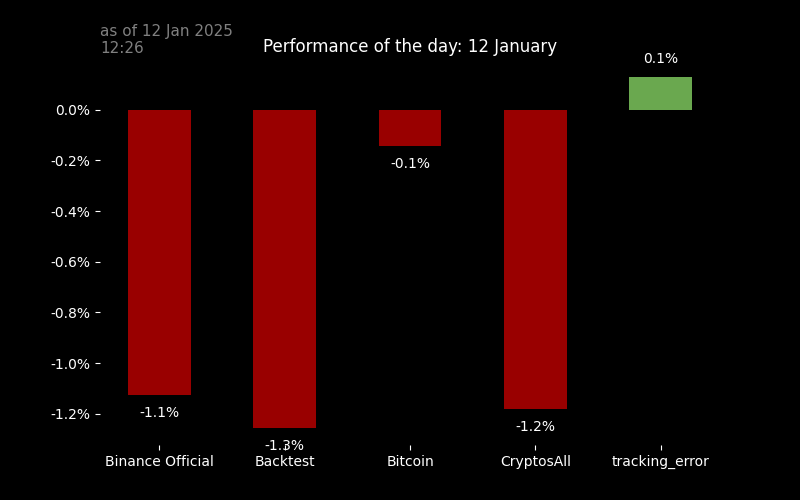 as of 12 Jan 2025
12:26
Performance of the day: 12 January
0.1%
0.0%
-0.2%
-0.4%
-0.6%
-0.8%
-1.0%
-1.2%
-1.1%
-1.3%
-0.1%
-1.2%
Binance Official
Backtest
Bitcoin
CryptosAll
tracking_error